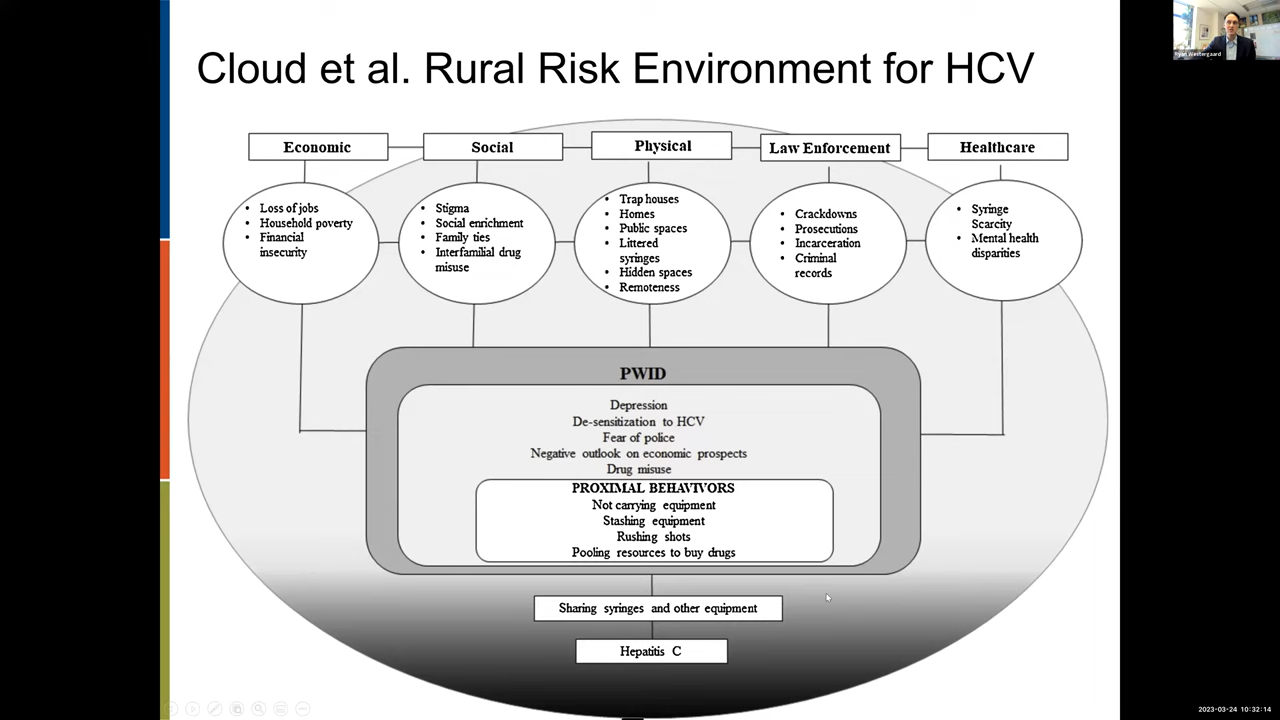 Cloud et al. Rural Risk Environment for HCV
Ryan Westergaard
Economic
Social
Physical
Law Enforcement
Healthcare
• Loss of jobs
• Household poverty
• Financial
insecurity
• Stigma
• Social enrichment
• Family ties
• Interfamilial drug
misuse
• Trap houses
• Homes
• Public spaces
• Littered
syringes
• Hidden spaces
• Remoteness
• Crackdowns
• Prosecutions
• Incarceration
• Criminal
records
• Syringe
Scarcity
• Mental health
disparities
PWID
Depression
De-sensitization to HCV
Fear of police
Negative outlook on economic prospects
Drug misuse
PROXIMAL BEHAVIVORS
Not carrying equipment
Stashing equipment
Rushing shots
Pooling resources to buy drugs
Sharing syringes and other equipment
Hepatitis C
2023-03-24 10:32:14